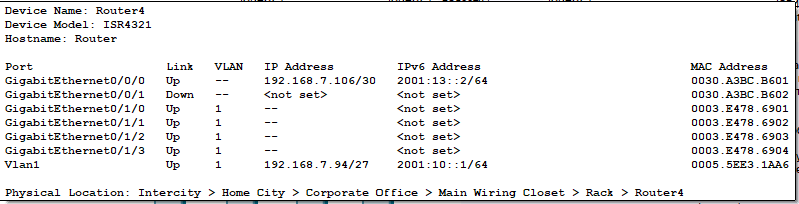 Device Name: Router4
Device Model: ISR4321
Hostname: Router
Port Link VLAN IP Address IPv6 Address MAC Address
GigabitEthernet0/0/0 Up -- 192.168.7.106/30 2001:13::2/64 0030.A3BC.B601
GigabitEthernet0/0/1 Down -- <not set> <not set> 0030.A3BC.B602
GigabitEthernet0/1/0 Up 1 -- <not set> 0003.E478.6901
GigabitEthernet0/1/1 Up 1 -- <not set> 0003.E478.6902
GigabitEthernet0/1/2 Up 1 -- <not set> 0003.E478.6903
GigabitEthernet0/1/3 Up 1 -- <not set> 0003.E478.6904
Vlan1 Up 1 192.168.7.94/27 2001:10::1/64 0005.5EE3.1AA6
Physical Location: Intercity > Home City > Corporate Office > Main Wiring Closet > Rack > Router4